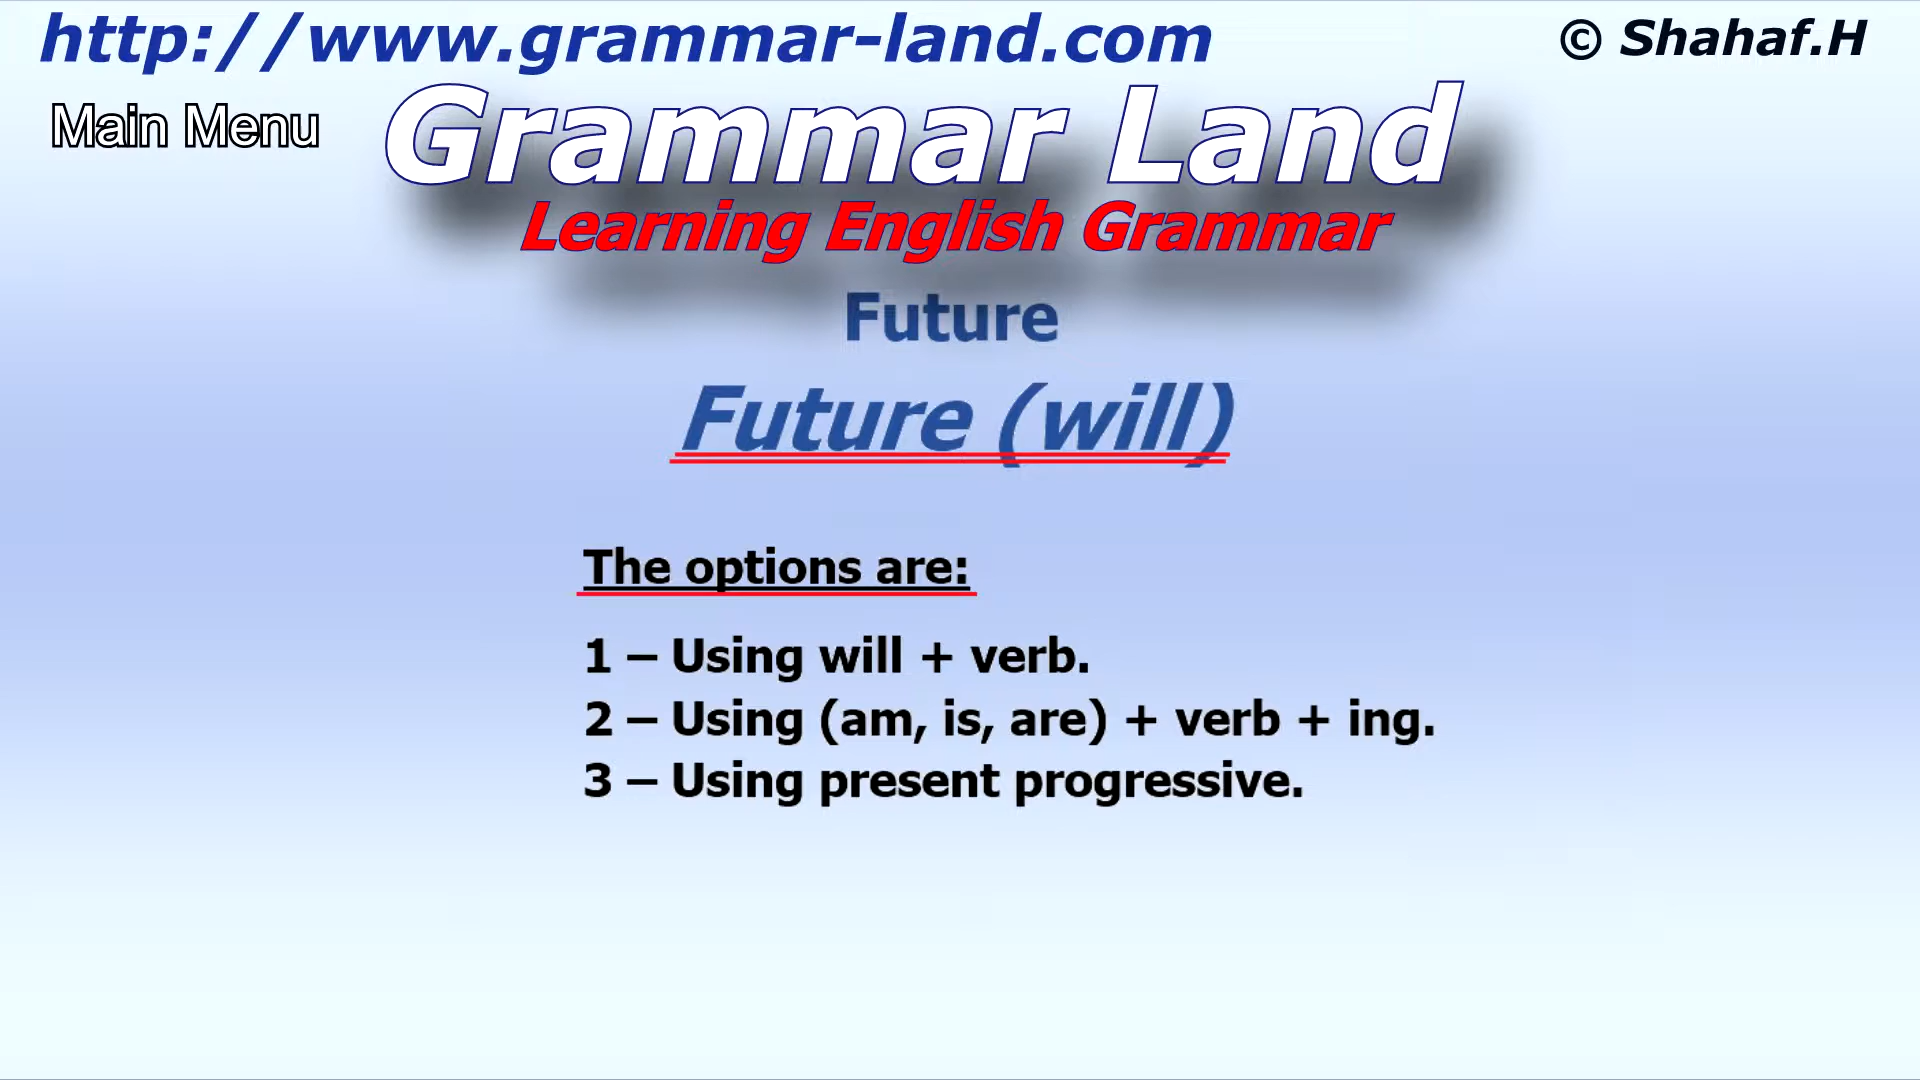 http://www.grammar-land.com
© Shahaf.H
Main Menu
Grammar Land
Learning English Grammar
Future
Future (will)
The options are:
1 – Using will + verb.
2 – Using (am, is, are) + verb + ing.
3 – Using present progressive.